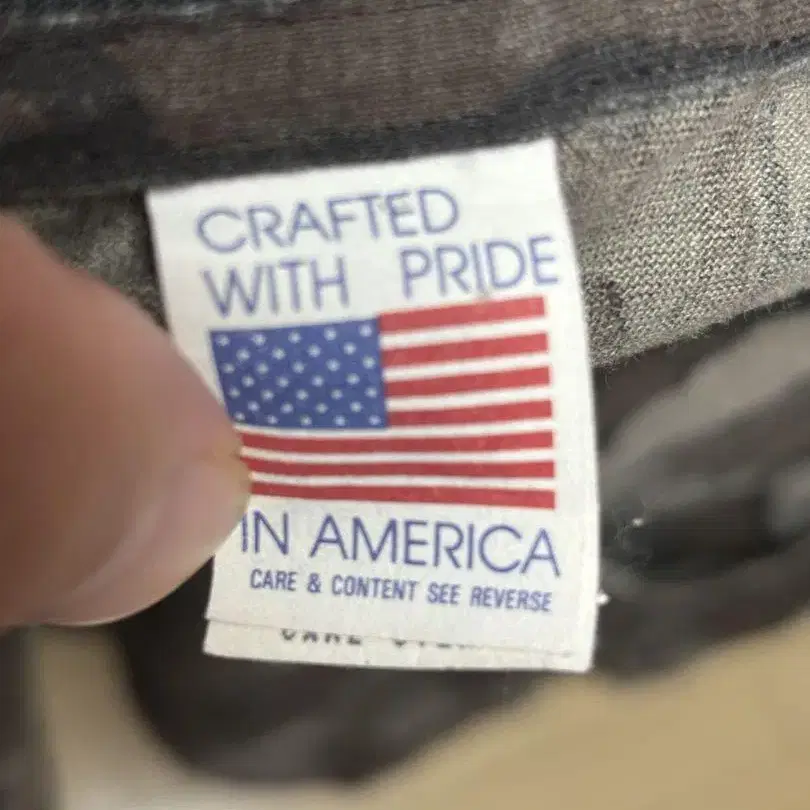 CRAFTED
WITH PRIDE
IN AMERICA
CARE & CONTENT SEE REVERSE